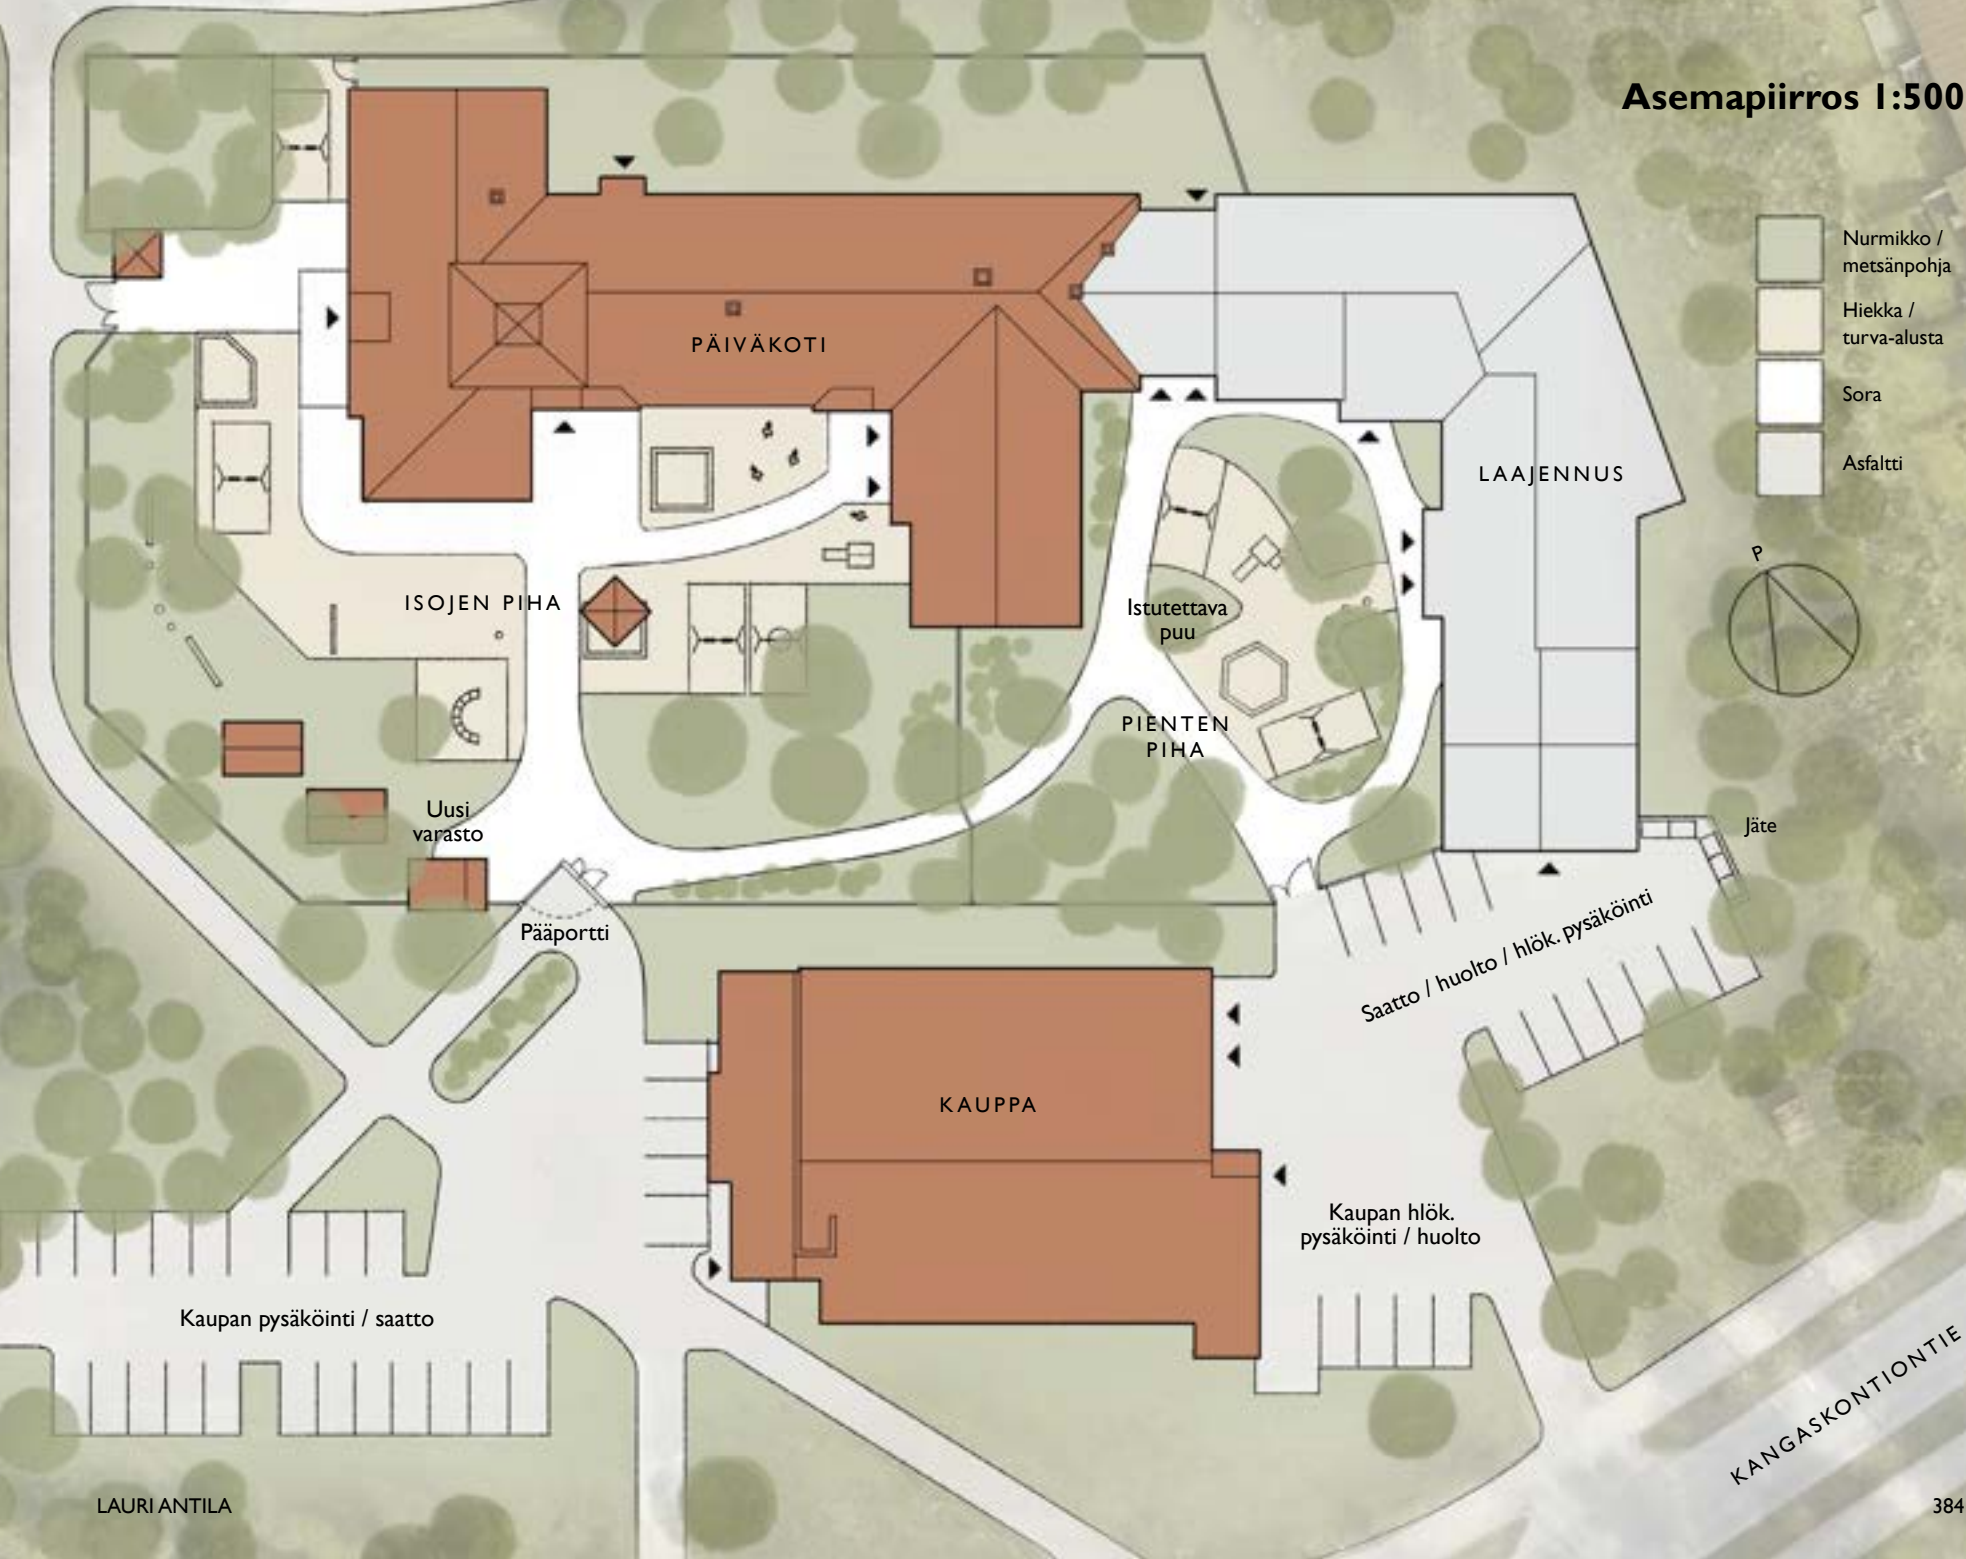 Asemapiirros 1:500
Nurmikko /
metsänpohja
Hiekka /
turva-alusta
Sora
Asfaltti
P
PÄIVÄKOTI
LAAJENNUS
ISOJEN PIHA
Istutettava
puu
PIENTEN
PIHA
Uusi
varasto
Jäte
Pääportti
Saatto / huolto / hlök. pysäköinti
KAUPPA
Kaupan hlök.
pysäköinti / huolto
Kaupan pysäköinti / saatto
KANGASKONTIONTIE
LAURI ANTILA
384